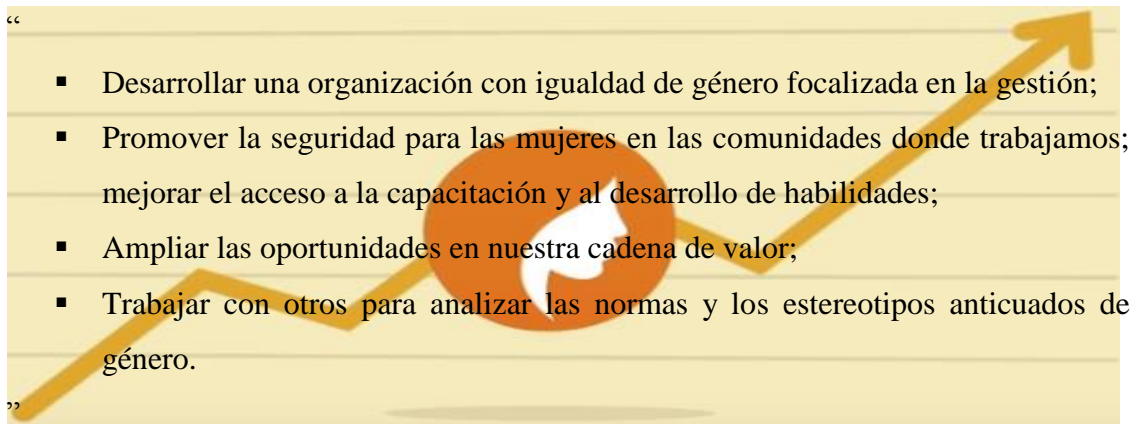 “
▪ Desarrollar una organización con igualdad de género focalizada en la gestión;
▪ Promover la seguridad para las mujeres en las comunidades donde trabajamos;
mejorar el acceso a la capacitación y al desarrollo de habilidades;
▪ Ampliar las oportunidades en nuestra cadena de valor;
▪ Trabajar con otros para analizar las normas y los estereotipos anticuados de
género.
”